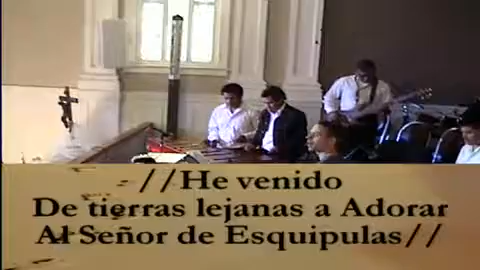 //He venido
De tierras lejanas a Adorar
Al Señor de Esquipulas//